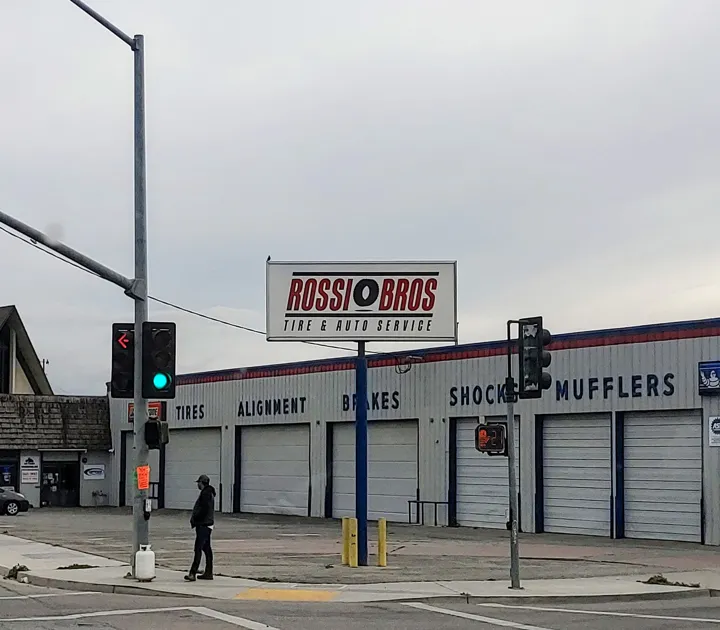 ROSSI BROS
TIRE & AUTO SERVICE
TIRES
ALIGNMENT
BRAKES
SHOCKS
MUFFLERS